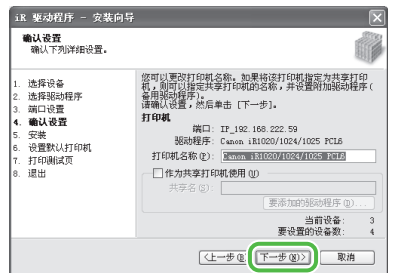 iR 驱动程序 - 安装向导
确认设置
确认下列详细设置。
1. 选择设备
2. 选择驱动程序
3. 端口设置
4. 确认设置
5. 安装
6. 设置默认打印机
7. 打印测试页
8. 退出
您可以更改打印机名称。如果将该打印机指定为共享打印
机，则可以指定共享打印机的名称，并设置附加驱动程序(
备用驱动程序)。
请确认设置，然后单击 [下一步]。
打印机
端口: IP_192.168.222.59
驱动程序: Canon iR1020/1024/1025 PCL6
打印机名称(P): Canon iR1020/1024/1025 PCL6
作为共享打印机使用(U)
共享名(S):
要添加的驱动程序(D)...
当前设备: 3
要设置的设备数: 4
<上一步(B)
下一步(N)>
取消